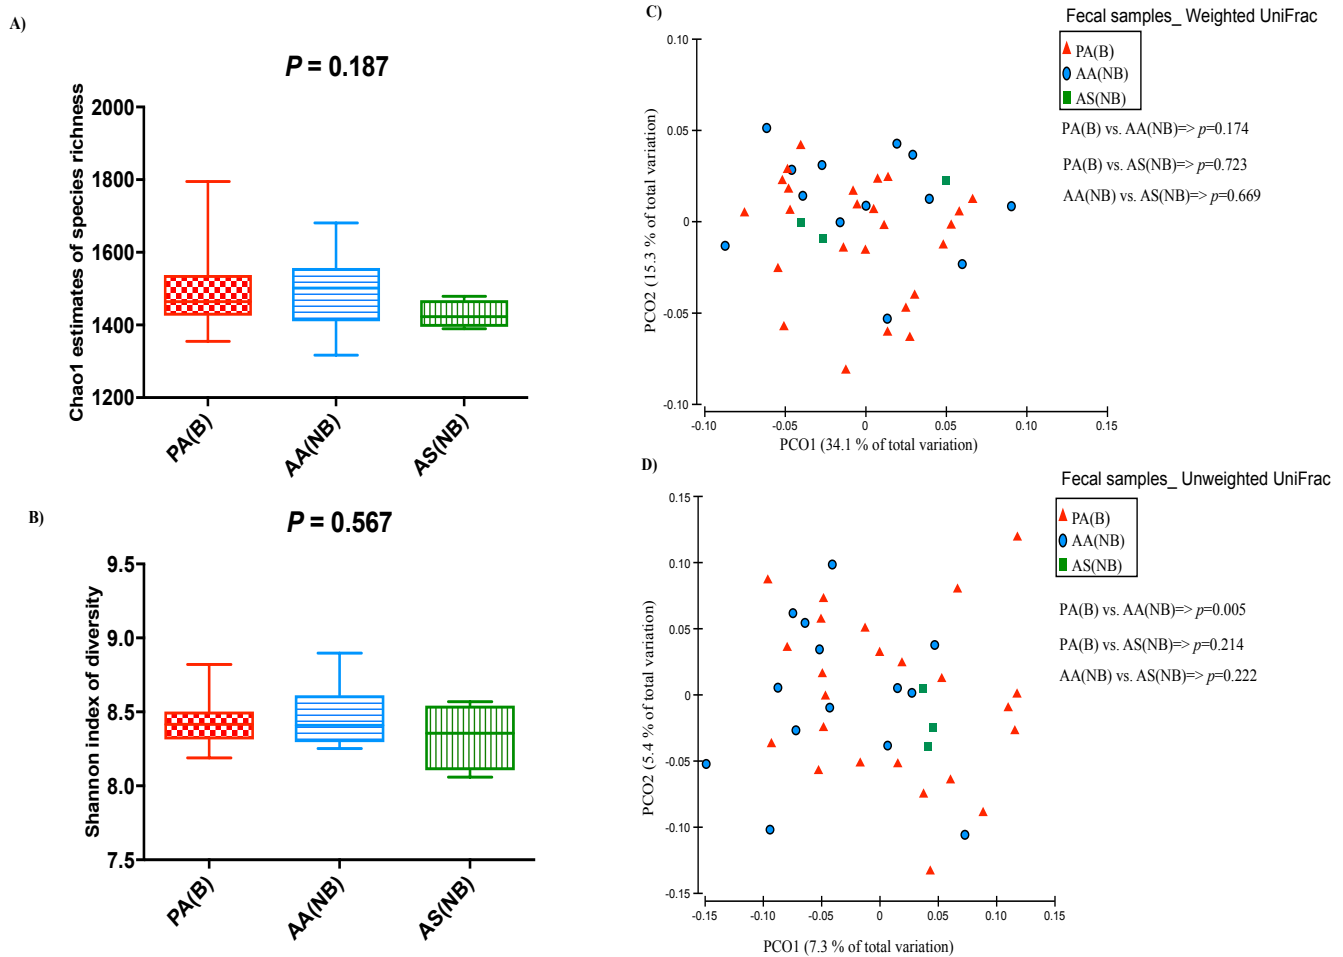 A)
P = 0.187
Chao1 estimates of species richness
2000
1800
1600
1400
1200
PA(B)
AA(NB)
AS(NB)
B)
P = 0.567
Shannon index of diversity
9.5
9.0
8.5
8.0
7.5
PA(B)
AA(NB)
AS(NB)
C)
Fecal samples_ Weighted UniFrac
PA(B)
AA(NB)
AS(NB)
PA(B) vs. AA(NB)=> p=0.174
PA(B) vs. AS(NB)=> p=0.723
AA(NB) vs. AS(NB)=> p=0.669
PCO2 (15.3 % of total variation)
0.10
0.05
0
-0.05
-0.10
-0.10
-0.05
0
0.05
0.10
0.15
PCO1 (34.1 % of total variation)
D)
Fecal samples_ Unweighted UniFrac
PA(B)
AA(NB)
AS(NB)
PA(B) vs. AA(NB)=> p=0.005
PA(B) vs. AS(NB)=> p=0.214
AA(NB) vs. AS(NB)=> p=0.222
PCO2 (5.4 % of total variation)
0.15
0.10
0.05
0
-0.05
-0.10
-0.15
-0.15
-0.10
-0.05
0
0.05
0.10
0.15
PCO1 (7.3 % of total variation)